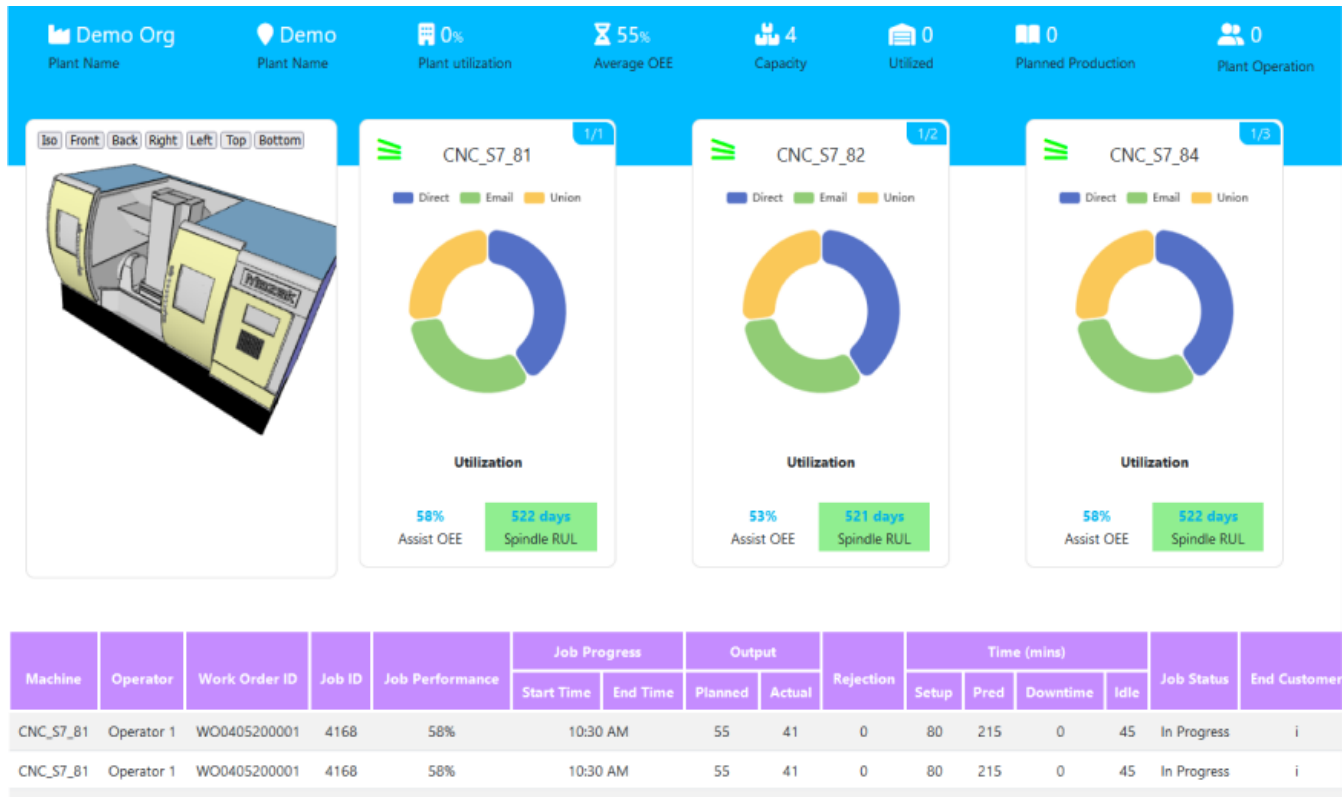 Demo Org Demo 0% 55% 4 0 0 0
Plant Name Plant Name Plant utilization Average OEE Capacity Utilized Planned Production Plant Operation
Iso Front Back Right Left Top Bottom
Mazak
1/1
CNC_S7_81
Direct Email Union
Utilization
58% 522 days
Assist OEE Spindle RUL
1/2
CNC_S7_82
Direct Email Union
Utilization
53% 521 days
Assist OEE Spindle RUL
1/3
CNC_S7_84
Direct Email Union
Utilization
58% 522 days
Assist OEE Spindle RUL
Job Progress Output Time (mins)
Machine Operator Work Order ID Job ID Job Performance Rejection Job Status End Customer
Start Time End Time Planned Actual Setup Pred Downtime Idle
CNC_S7_81 Operator 1 WO0405200001 4168 58% 10:30 AM 55 41 0 80 215 0 45 In Progress i
CNC_S7_81 Operator 1 WO0405200001 4168 58% 10:30 AM 55 41 0 80 215 0 45 In Progress i